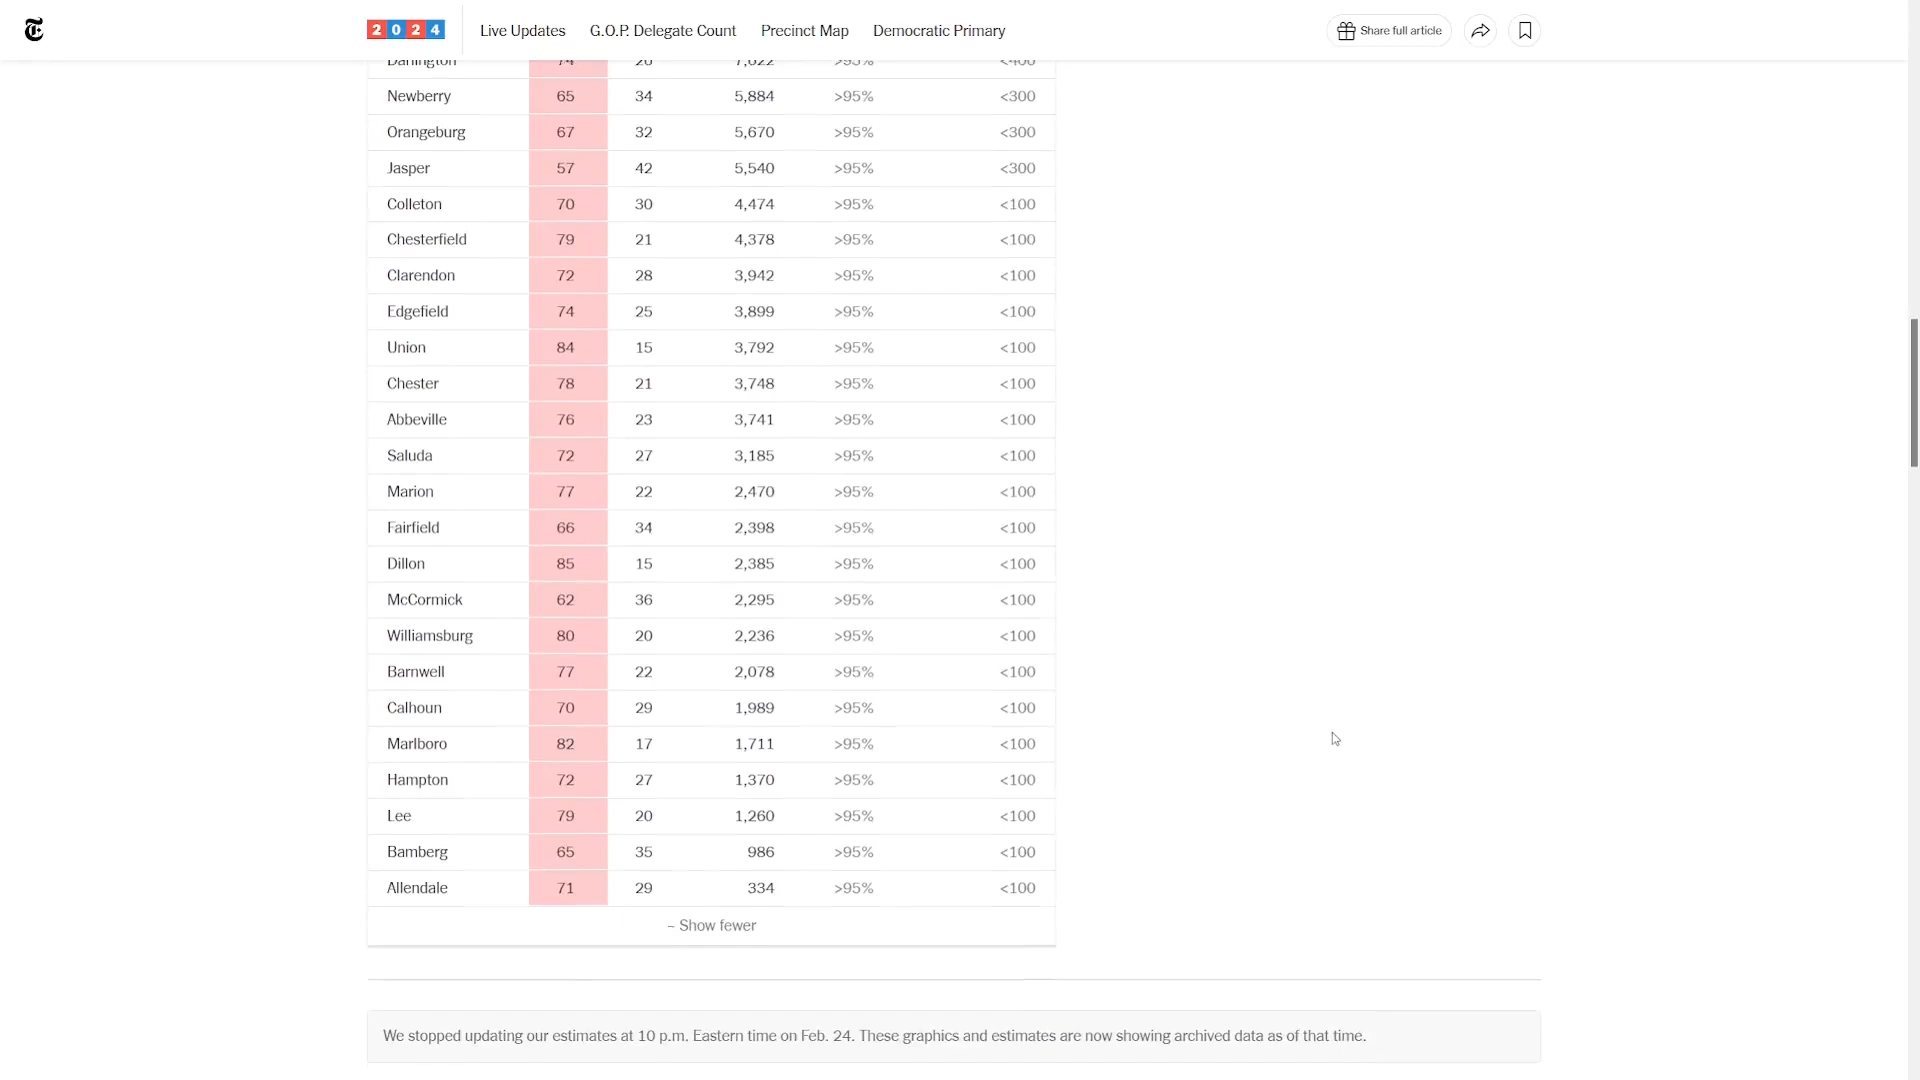 2024 Live Updates G.O.P. Delegate Count Precinct Map Democratic Primary Share full article
Darlington 74 26 7,622 >95% <400
Newberry 65 34 5,884 >95% <300
Orangeburg 67 32 5,670 >95% <300
Jasper 57 42 5,540 >95% <300
Colleton 70 30 4,474 >95% <100
Chesterfield 79 21 4,378 >95% <100
Clarendon 72 28 3,942 >95% <100
Edgefield 74 25 3,899 >95% <100
Union 84 15 3,792 >95% <100
Chester 78 21 3,748 >95% <100
Abbeville 76 23 3,741 >95% <100
Saluda 72 27 3,185 >95% <100
Marion 77 22 2,470 >95% <100
Fairfield 66 34 2,398 >95% <100
Dillon 85 15 2,385 >95% <100
McCormick 62 36 2,295 >95% <100
Williamsburg 80 20 2,236 >95% <100
Barnwell 77 22 2,078 >95% <100
Calhoun 70 29 1,989 >95% <100
Marlboro 82 17 1,711 >95% <100
Hampton 72 27 1,370 >95% <100
Lee 79 20 1,260 >95% <100
Bamberg 65 35 986 >95% <100
Allendale 71 29 334 >95% <100
– Show fewer
We stopped updating our estimates at 10 p.m. Eastern time on Feb. 24. These graphics and estimates are now showing archived data as of that time.